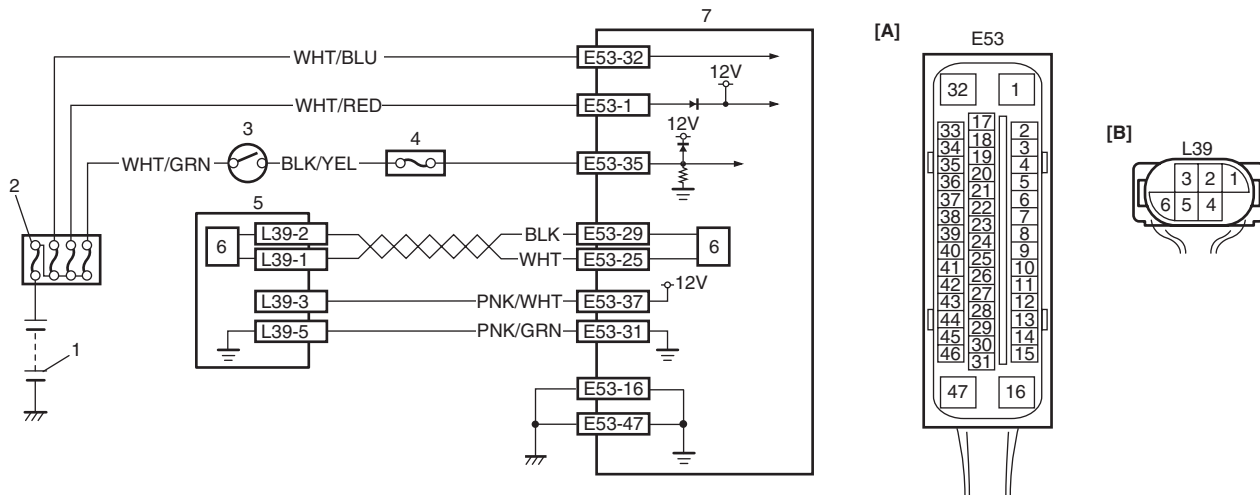 7
WHT/BLU
E53-32
12V
WHT/RED
E53-1
3
4
12V
WHT/GRN
BLK/YEL
E53-35
2
5
6
L39-2
BLK
E53-29
6
L39-1
WHT
E53-25
12V
L39-3
PNK/WHT
E53-37
L39-5
PNK/GRN
E53-31
1
E53-16
E53-47
[A]
E53
32 1
17
33 2
18
34 3
19
35 4
20
36 5
21
37 6
22
38 7
23
39 8
24
40 9
25
41 10
26
42 11
27
43 12
28
44 13
29
45 14
30
46 15
31
47 16
[B]
L39
3 2 1
6 5 4